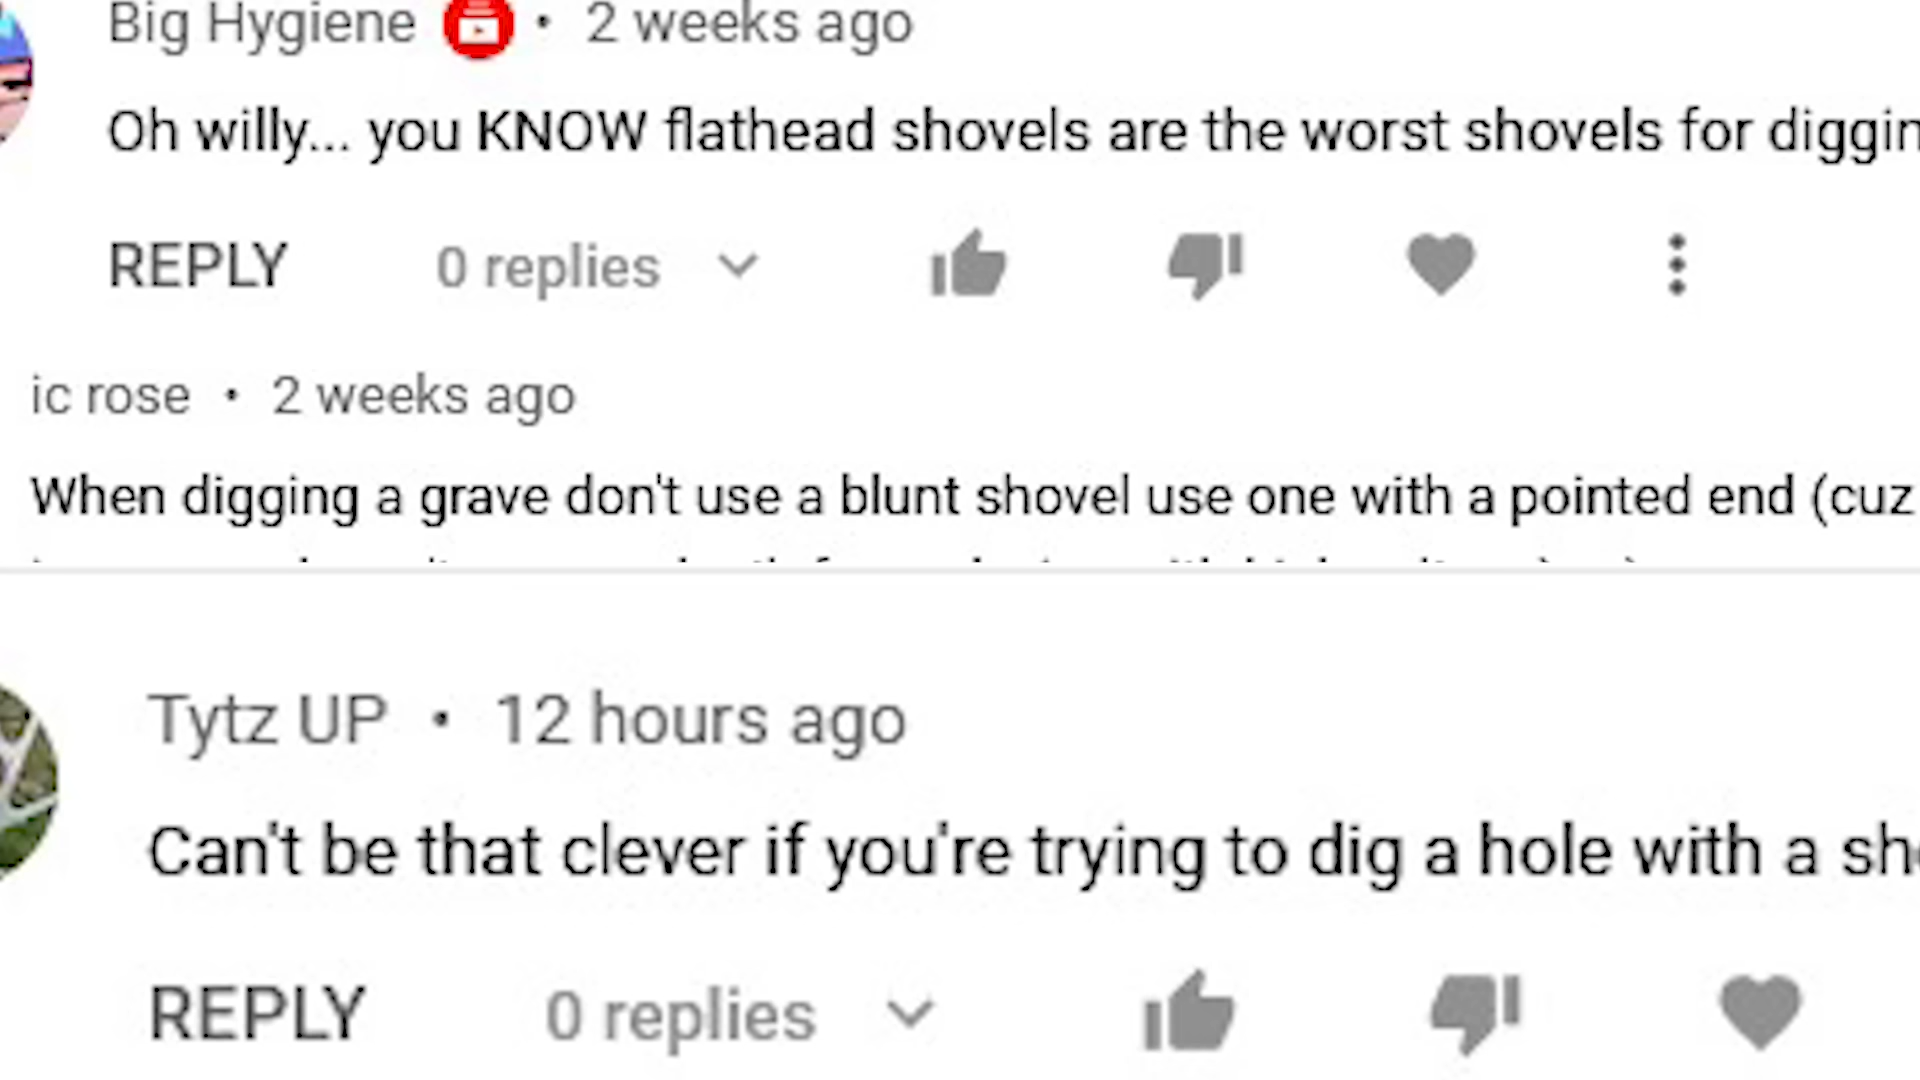 Big Hygiene • 2 weeks ago
Oh willy... you KNOW flathead shovels are the worst shovels for diggin
REPLY 0 replies
ic rose • 2 weeks ago
When digging a grave don't use a blunt shovel use one with a pointed end (cuz
Tytz UP • 12 hours ago
Can't be that clever if you're trying to dig a hole with a sh
REPLY 0 replies